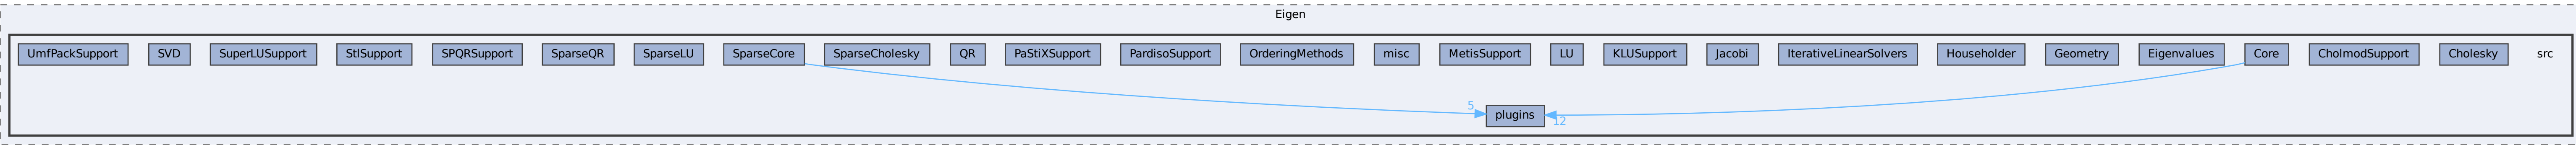 Eigen
UmfPackSupport
SVD
SuperLUSupport
StlSupport
SPQRSupport
SparseQR
SparseLU
SparseCore
SparseCholesky
QR
PaStiXSupport
PardisoSupport
OrderingMethods
misc
MetisSupport
LU
KLUSupport
Jacobi
IterativeLinearSolvers
Householder
Geometry
Eigenvalues
Core
CholmodSupport
Cholesky
src
5
plugins
12